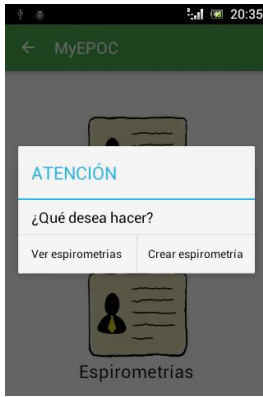 20:35
MyEPOC
ATENCIÓN
¿Qué desea hacer?
Ver espirometrias Crear espirometría
Espirometrías